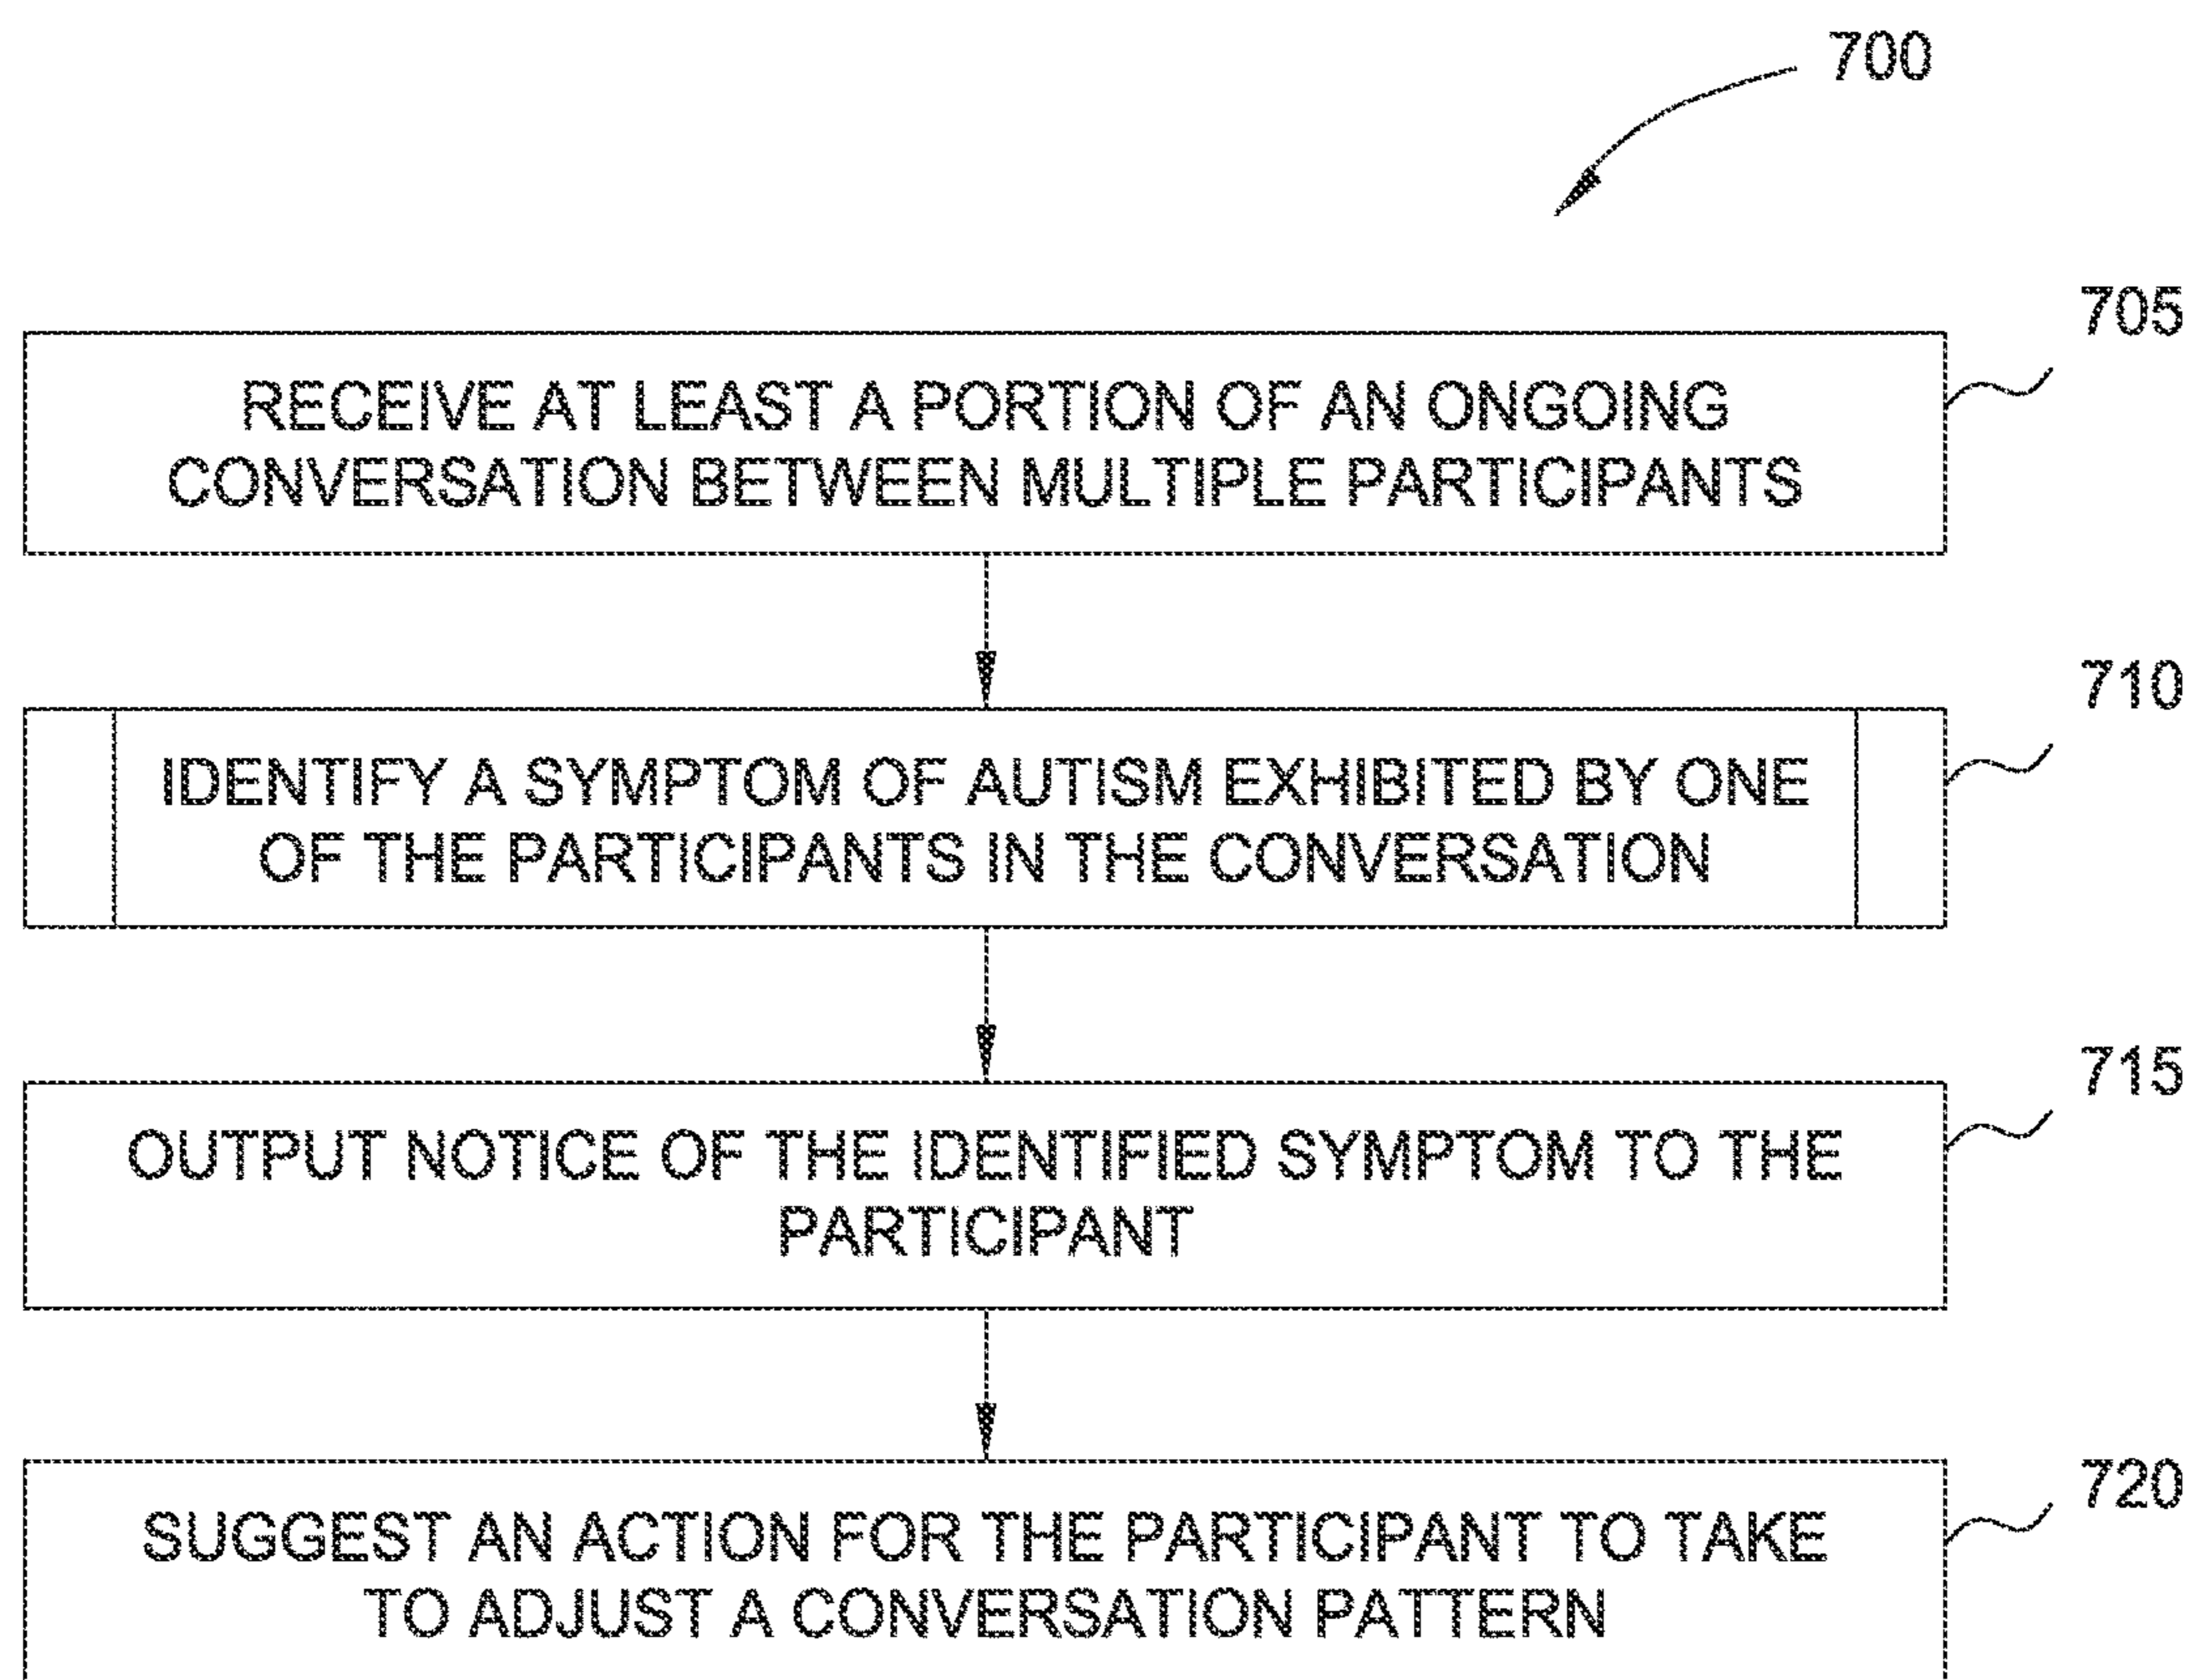 700
705
RECEIVE AT LEAST A PORTION OF AN ONGOING
CONVERSATION BETWEEN MULTIPLE PARTICIPANTS
710
IDENTIFY A SYMPTOM OF AUTISM EXHIBITED BY ONE
OF THE PARTICIPANTS IN THE CONVERSATION
715
OUTPUT NOTICE OF THE IDENTIFIED SYMPTOM TO THE
PARTICIPANT
720
SUGGEST AN ACTION FOR THE PARTICIPANT TO TAKE
TO ADJUST A CONVERSATION PATTERN